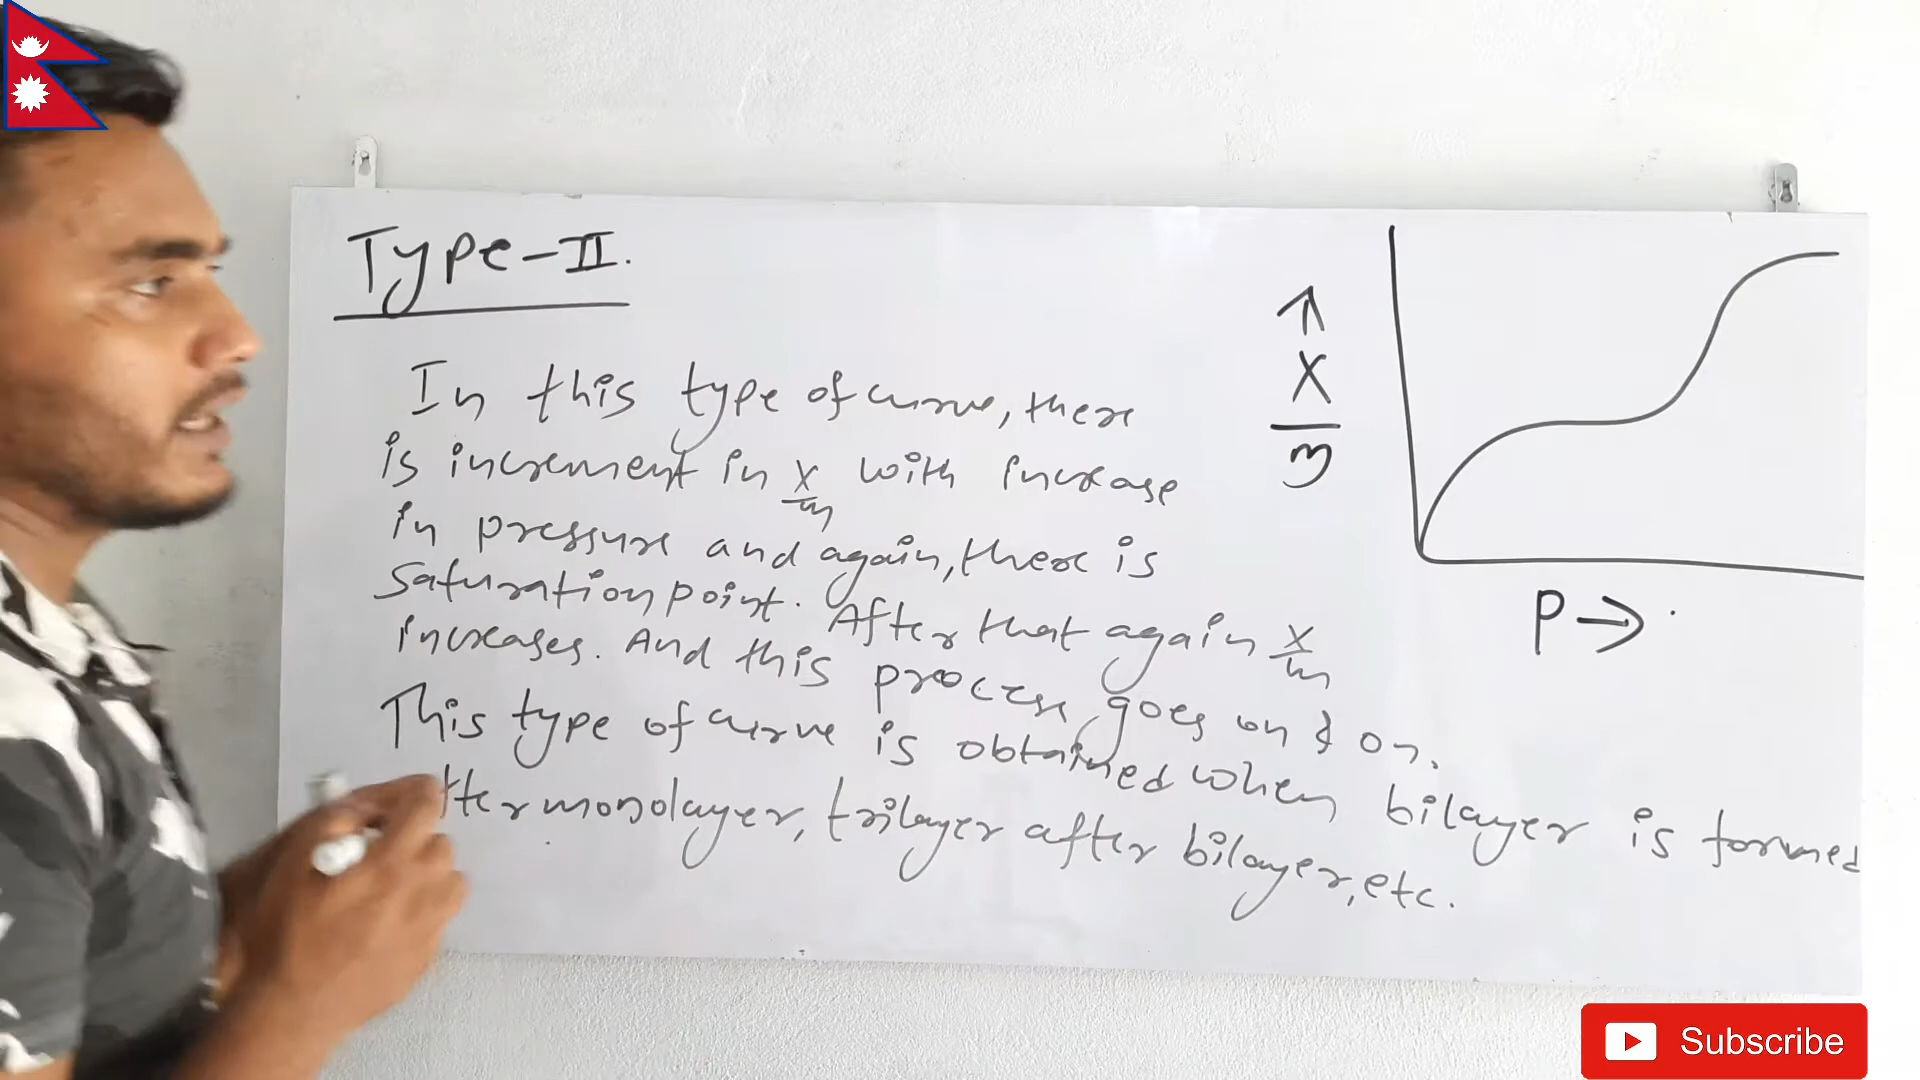 Type-II.
In this type of curve, there
is increment in x/m with increase
in pressure and again, there is
saturation point. After that again x/m
increases. And this process goes on & on.
This type of curve is obtained when bilayer is formed
monolayer, trilayer after bilayer, etc.
↑
X/m
P→
Subscribe